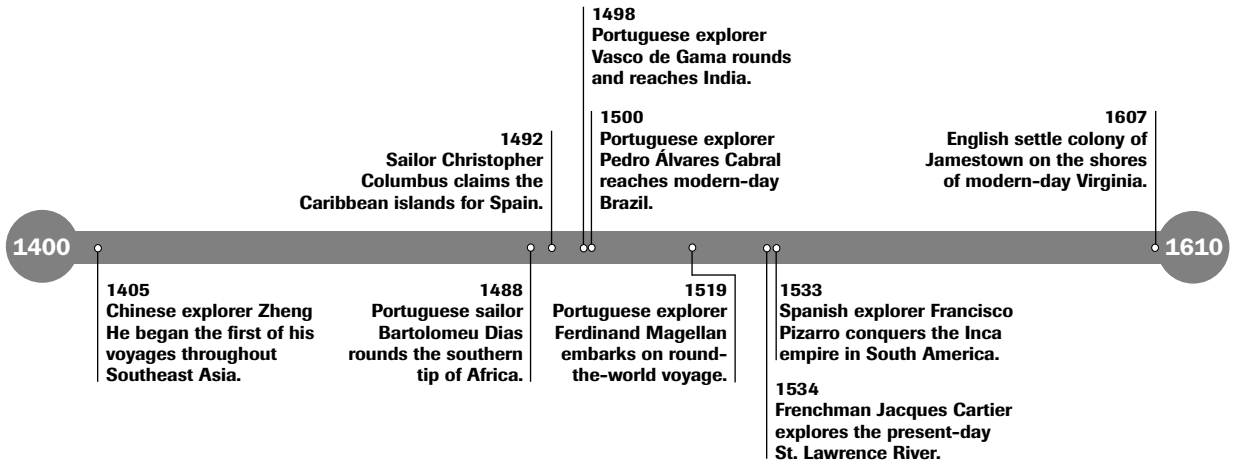 1498
Portuguese explorer
Vasco de Gama rounds
and reaches India.
1492
Sailor Christopher
Columbus claims the
Caribbean islands for Spain.
1500
Portuguese explorer
Pedro Álvares Cabral
reaches modern-day
Brazil.
1607
English settle colony of
Jamestown on the shores
of modern-day Virginia.
1400
1610
1405
Chinese explorer Zheng
He began the first of his
voyages throughout
Southeast Asia.
1488
Portuguese sailor
Bartolomeu Dias
rounds the southern
tip of Africa.
1519
Portuguese explorer
Ferdinand Magellan
embarks on round-
the-world voyage.
1533
Spanish explorer Francisco
Pizarro conquers the Inca
empire in South America.
1534
Frenchman Jacques Cartier
explores the present-day
St. Lawrence River.